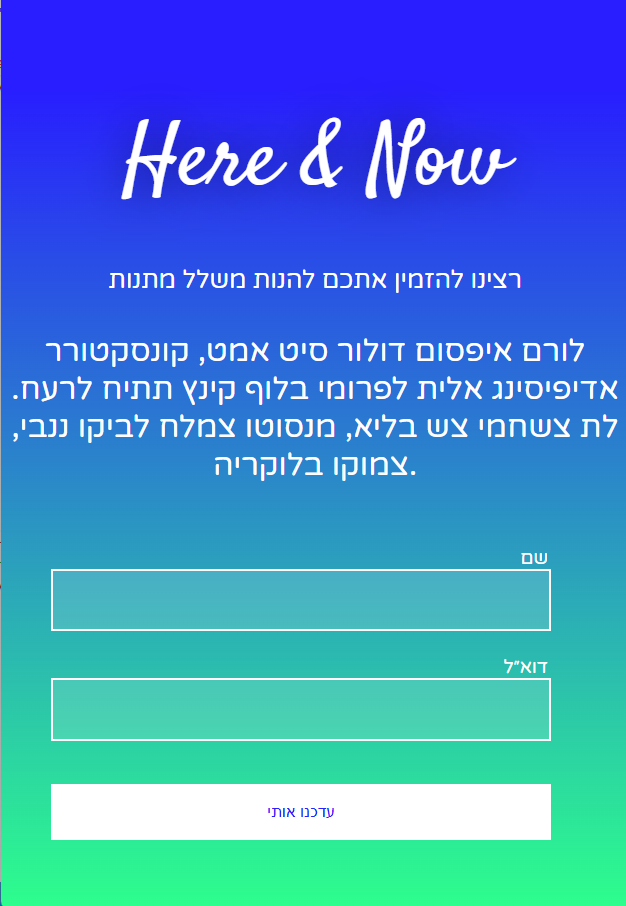 Here & Now
רצינו להזמין אתכם להנות משלל מתנות
לורם איפסום דולור סיט אמט, קונסקטורר
אדיפיסינג אלית לפרומי בלוף קינץ תתיח לרעח.
לת צשחמי צש בליא, מנסוטו צמלח לביקו ננבי,
צמוקו בלוקריה.
שם
דוא״ל
עדכנו אותי